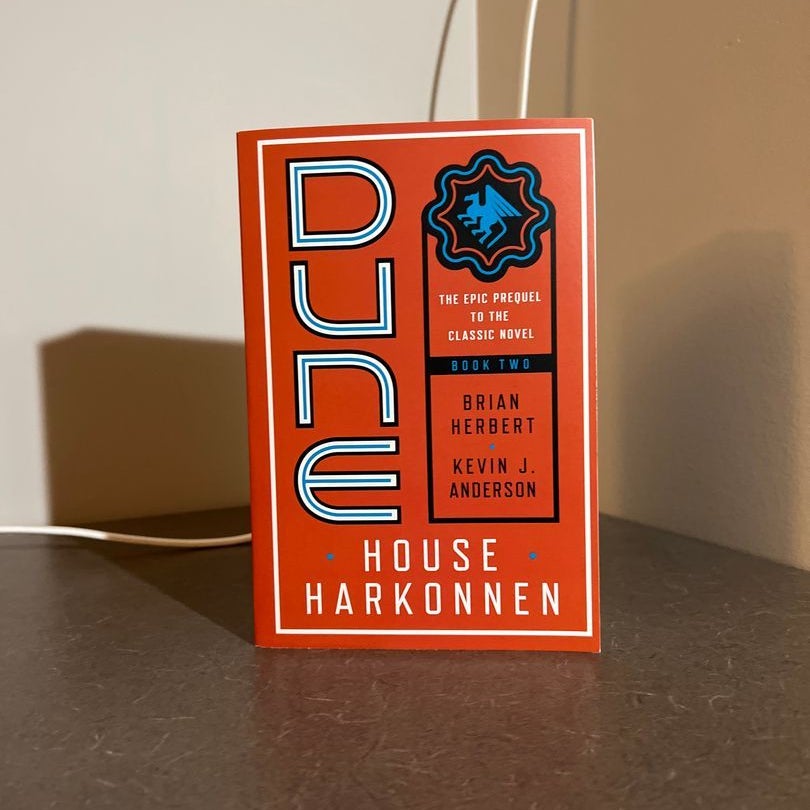 DUNE
THE EPIC PREQUEL
TO THE
CLASSIC NOVEL
BOOK TWO
BRIAN
HERBERT
KEVIN J.
ANDERSON
HOUSE
HARKONNEN